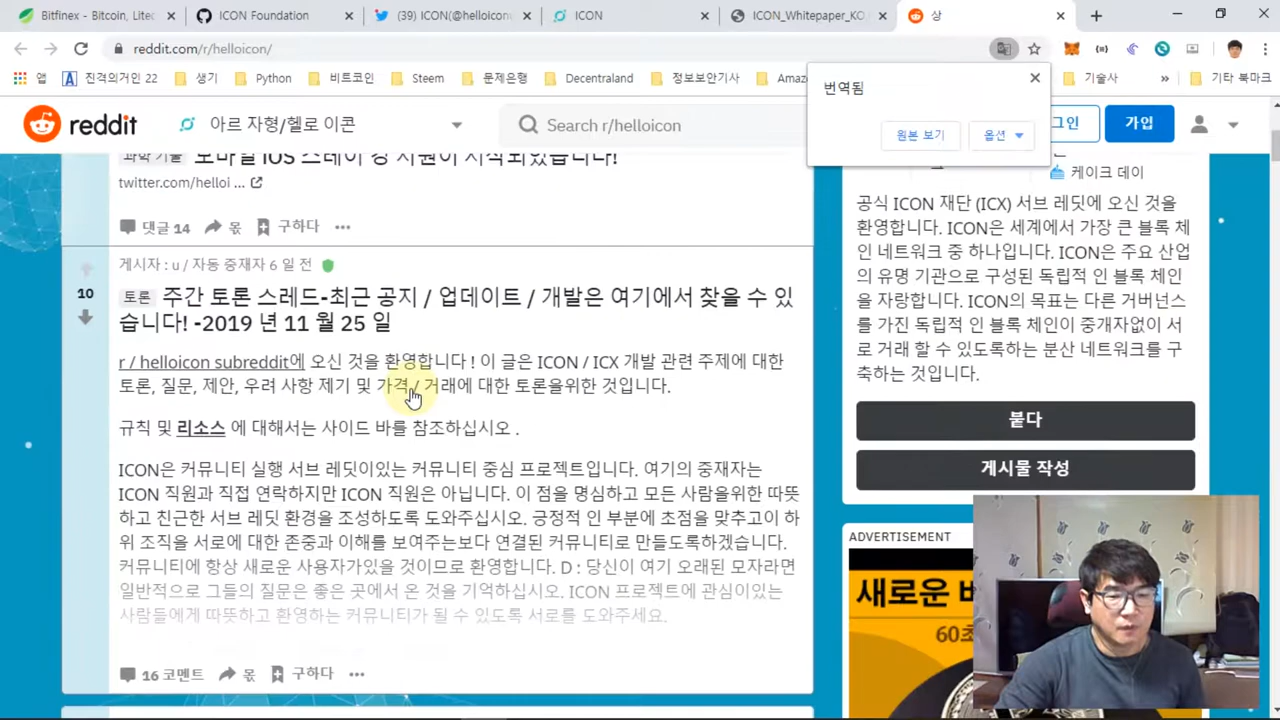 Bitfinex - Bitcoin, Litec
ICON Foundation
(39) ICON(@helloicon
ICON
ICON_Whitepaper_KO
상
reddit.com/r/helloicon/
앱
진격의거인 22
생기
Python
비트코인
Steem
문제은행
Decentraland
정보보안기사
Amaz
기술사
»
기타 북마크
번역됨
원본 보기
옵션
reddit
아르 자형/헬로 이콘
Search r/helloicon
그인
가입
과학 기술 모바일 iOS 스테이 킹 지원이 시작되었습니다!
twitter.com/helloi ...
댓글 14
몫
구하다
게시자 : u / 자동 중재자 6 일 전
10
토론 주간 토론 스레드-최근 공지 / 업데이트 / 개발은 여기에서 찾을 수 있
습니다! -2019 년 11 월 25 일
r / helloicon subreddit에 오신 것을 환영합니다 ! 이 글은 ICON / ICX 개발 관련 주제에 대한
토론, 질문, 제안, 우려 사항 제기 및 가격 / 거래에 대한 토론을위한 것입니다.
규칙 및 리소스 에 대해서는 사이드 바를 참조하십시오 .
ICON은 커뮤니티 실행 서브 레딧이있는 커뮤니티 중심 프로젝트입니다. 여기의 중재자는
ICON 직원과 직접 연락하지만 ICON 직원은 아닙니다. 이 점을 명심하고 모든 사람을위한 따뜻
하고 친근한 서브 레딧 환경을 조성하도록 도와주십시오. 긍정적 인 부분에 초점을 맞추고이 하
위 조직을 서로에 대한 존중과 이해를 보여주는보다 연결된 커뮤니티로 만들도록하겠습니다.
커뮤니티에 항상 새로운 사용자가있을 것이므로 환영합니다. D : 당신이 여기 오래된 모자라면
일반적으로 그들의 질문은 좋은 곳에서 온 것을 기억하십시오. ICON 프로젝트에 관심이있는
사람들에게 따뜻하고 환영하는 커뮤니티가 될 수 있도록 서로를 도와주세요.
16 코멘트
몫
구하다
케이크 데이
공식 ICON 재단 (ICX) 서브 레딧에 오신 것을
환영합니다. ICON은 세계에서 가장 큰 블록 체
인 네트워크 중 하나입니다. ICON은 주요 산업
의 유명 기관으로 구성된 독립적 인 블록 체인
을 자랑합니다. ICON의 목표는 다른 거버넌스
를 가진 독립적 인 블록 체인이 중개자없이 서
로 거래 할 수 있도록하는 분산 네트워크를 구
축하는 것입니다.
붙다
게시물 작성
ADVERTISEMENT
새로운
60초